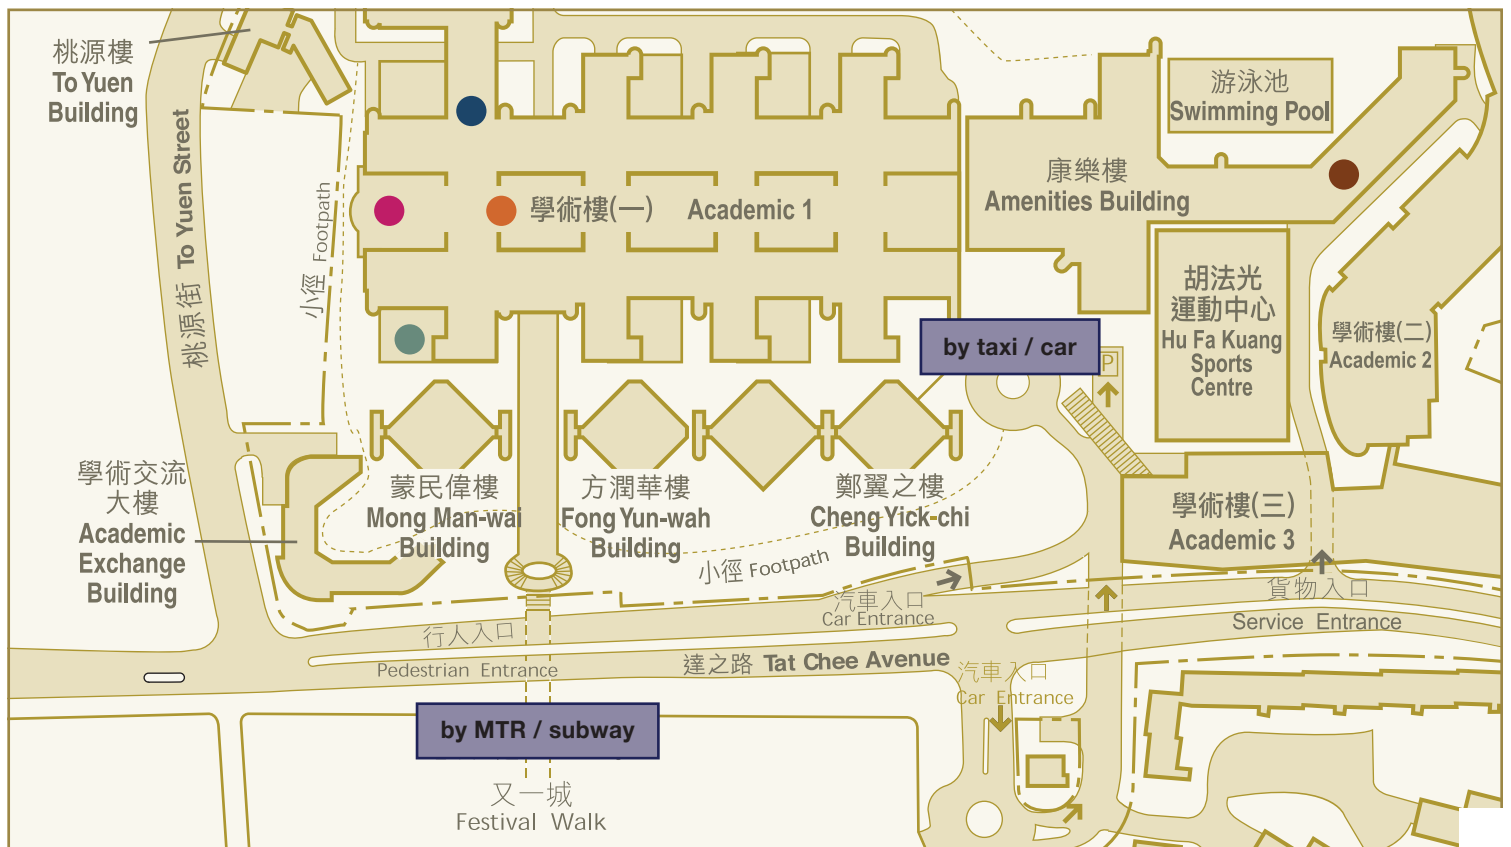 桃源樓
To Yuen
Building
桃源街 To Yuen Street
小徑 Footpath
學術樓(一) Academic 1
游泳池
Swimming Pool
康樂樓
Amenities Building
胡法光
運動中心
Hu Fa Kuang
Sports
Centre
學術樓(二)
Academic 2
by taxi / car
P
學術交流
大樓
Academic
Exchange
Building
蒙民偉樓
Mong Man-wai
Building
方潤華樓
Fong Yun-wah
Building
鄭翼之樓
Cheng Yick-chi
Building
學術樓(三)
Academic 3
小徑 Footpath
汽車入口
Car Entrance
貨物入口
Service Entrance
行人入口
Pedestrian Entrance
達之路 Tat Chee Avenue
汽車入口
Car Entrance
by MTR / subway
又一城
Festival Walk